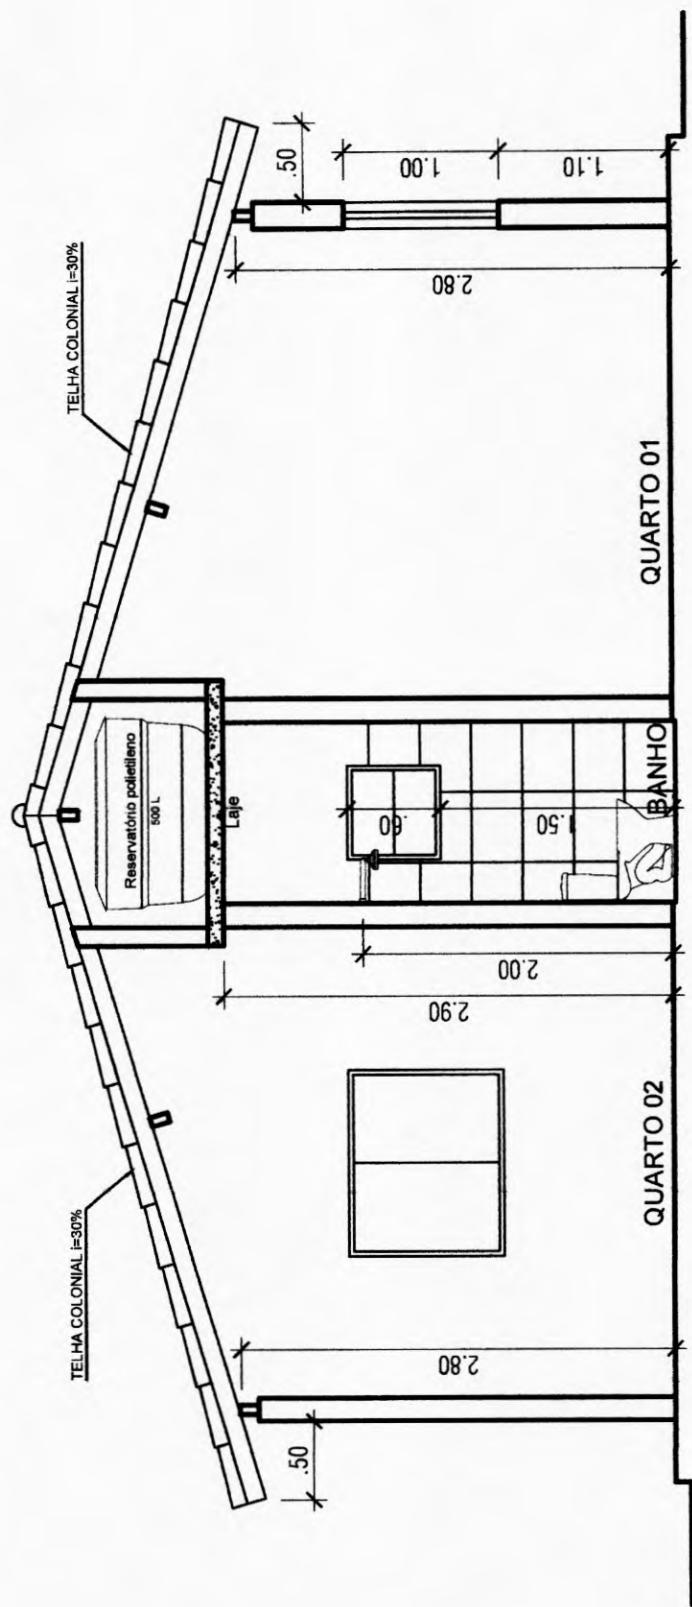 TELHA COLONIAL i=30%
TELHA COLONIAL i=30%
Reservatório polietileno
500 L
Laje
.50
.50
2.80
2.90
2.00
.60
1.50
2.80
1.00
1.10
QUARTO 02
BANHO
QUARTO 01